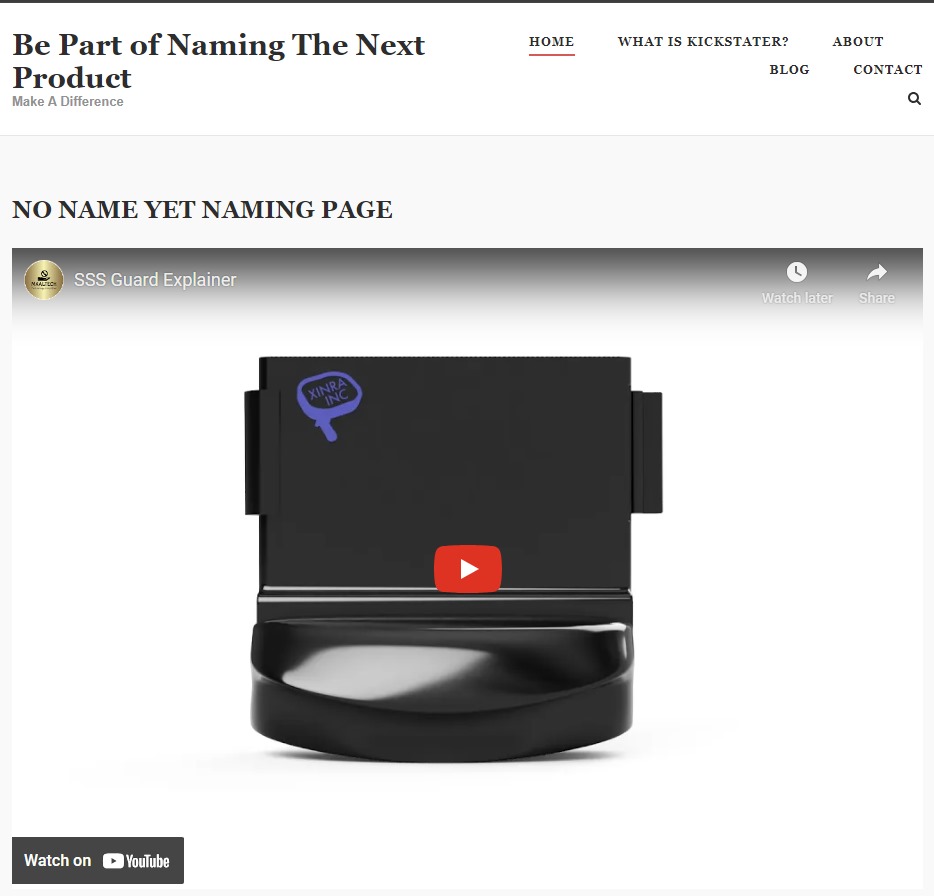 Be Part of Naming The Next
Product
Make A Difference
HOME WHAT IS KICKSTATER? ABOUT
BLOG CONTACT
NO NAME YET NAMING PAGE
MAALTECH
SSS Guard Explainer
Watch later Share
XINRA
INC
Watch on YouTube